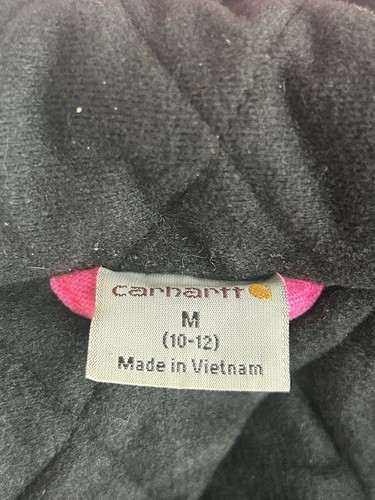 carhartt
M
(10-12)
Made in Vietnam